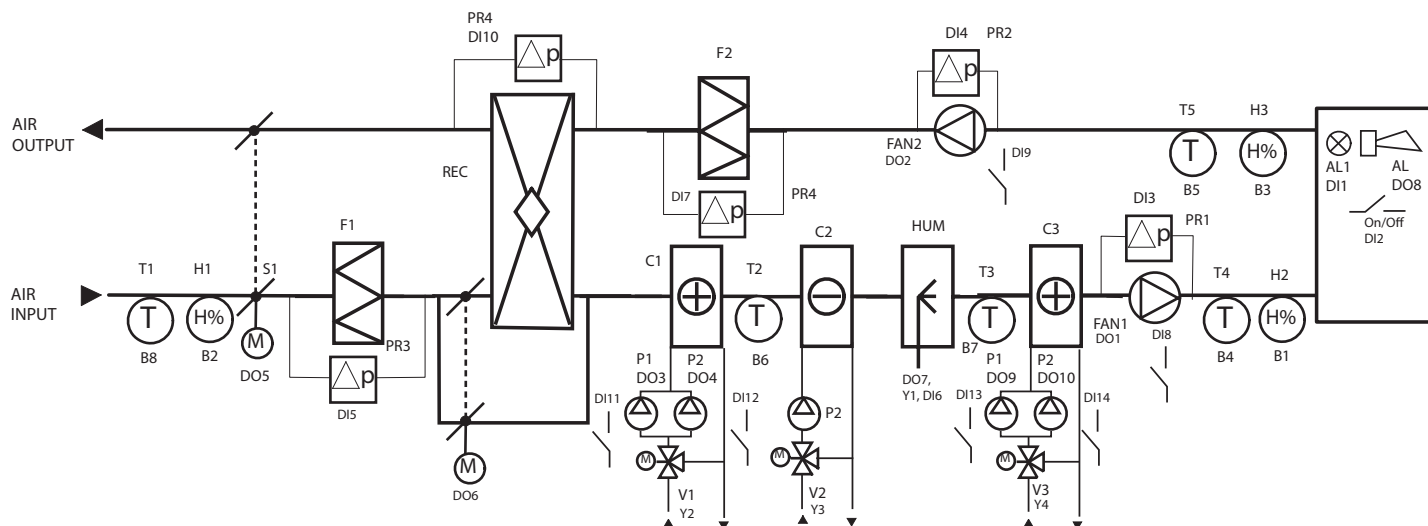 PR4
DI10
p
F2
DI4
PR2
p
AIR
OUTPUT
REC
FAN2
DO2
DI9
T5
H3
T
H%
B5
B3
AL1
DI1
AL
DO8
On/Off
DI2
DI7
p
PR4
DI3
PR1
p
F1
C1
C2
HUM
C3
T1
H1
S1
T2
T3
T4
H2
AIR
INPUT
T
H%
M
B8
B2
DO5
PR3
p
DI5
T
B6
T
B7
FAN1
DO1
DI8
T
H%
B4
B1
M
DO6
P1
DO3
P2
DO4
DI11
DI12
M
V1
Y2
P2
M
V2
Y3
DO7,
Y1, DI6
P1
DO9
P2
DO10
DI13
DI14
M
V3
Y4